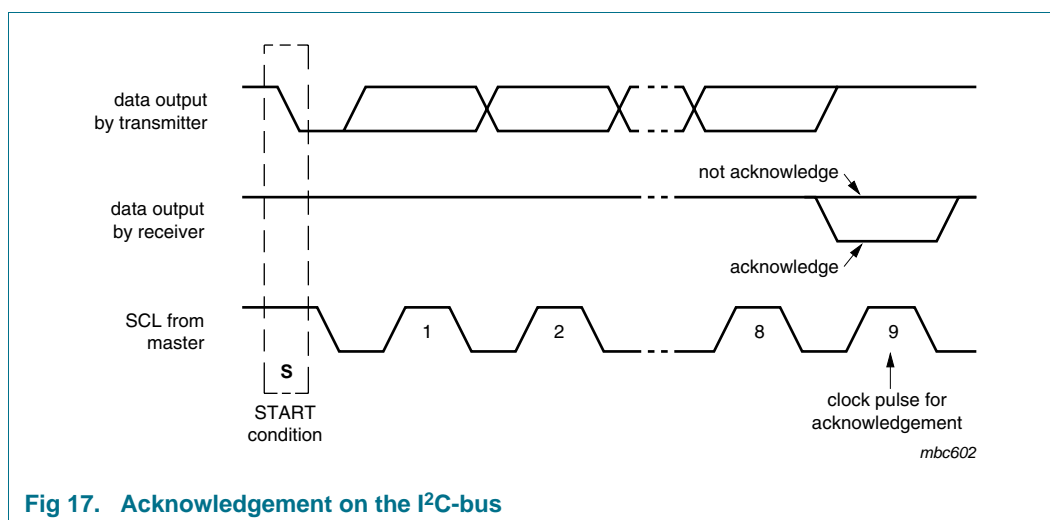 data output
by transmitter
not acknowledge
data output
by receiver
acknowledge
SCL from
master
1
2
8
9
S
START
condition
clock pulse for
acknowledgement
mbc602
Fig 17. Acknowledgement on the I²C-bus